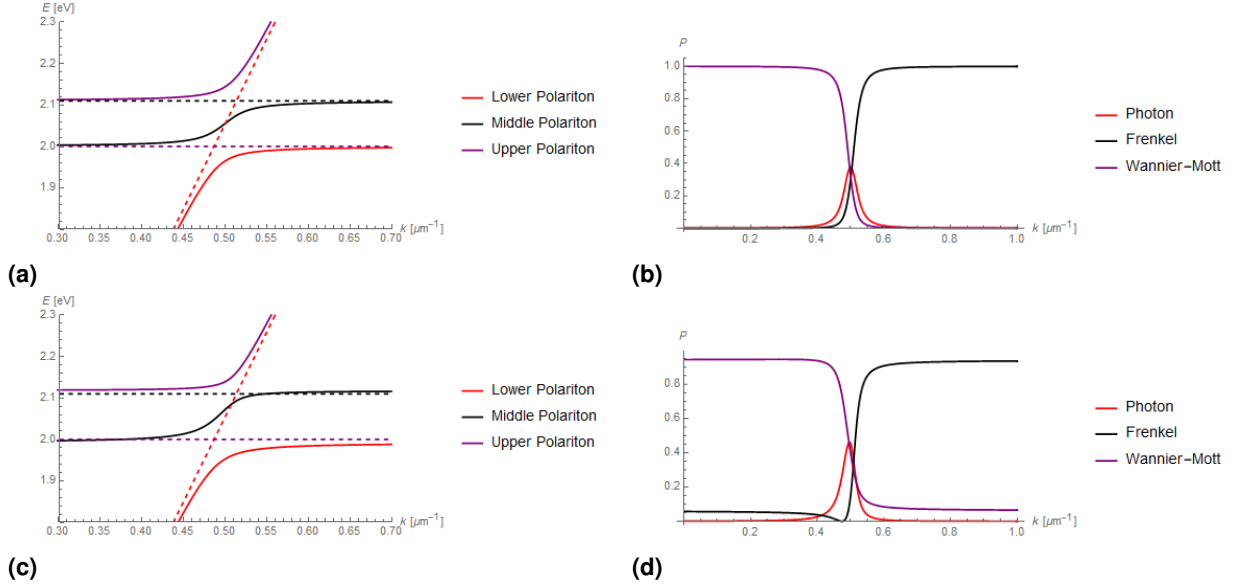 E [eV]
2.3
2.2
2.1
2.0
1.9
0.30 0.35 0.40 0.45 0.50 0.55 0.60 0.65 0.70
k [μm⁻¹]
Lower Polariton
Middle Polariton
Upper Polariton
(a)
P
1.0
0.8
0.6
0.4
0.2
0.2 0.4 0.6 0.8 1.0
k [μm⁻¹]
Photon
Frenkel
Wannier–Mott
(b)
E [eV]
2.3
2.2
2.1
2.0
1.9
0.30 0.35 0.40 0.45 0.50 0.55 0.60 0.65 0.70
k [μm⁻¹]
Lower Polariton
Middle Polariton
Upper Polariton
(c)
P
0.8
0.6
0.4
0.2
0.2 0.4 0.6 0.8 1.0
k [μm⁻¹]
Photon
Frenkel
Wannier–Mott
(d)